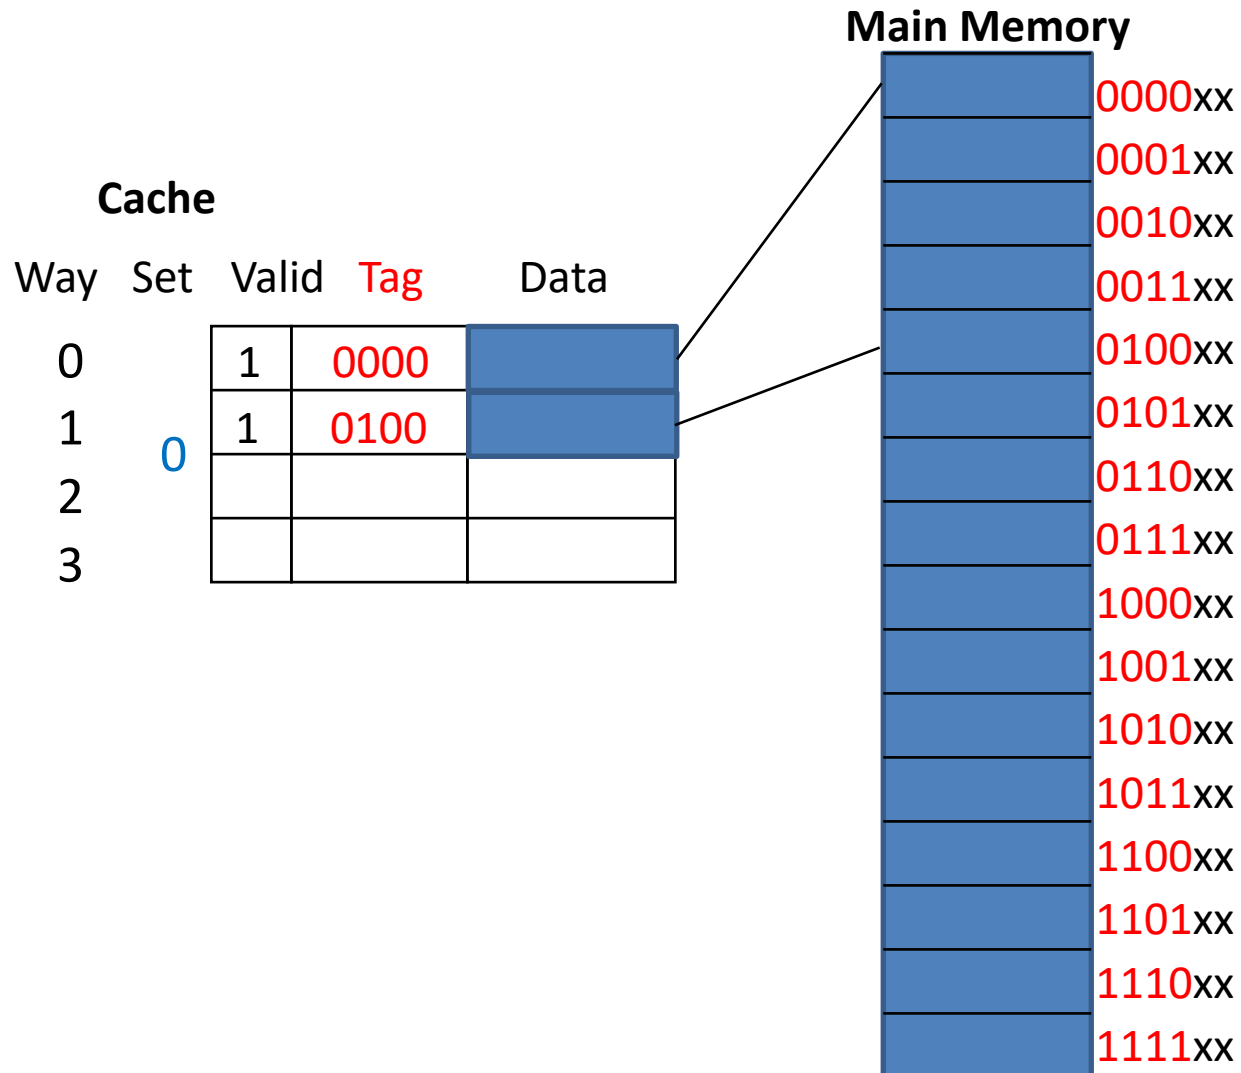 Main Memory
Cache
Way Set Valid Tag Data
0
1
2
3
0
1 0000
1 0100
0000xx
0001xx
0010xx
0011xx
0100xx
0101xx
0110xx
0111xx
1000xx
1001xx
1010xx
1011xx
1100xx
1101xx
1110xx
1111xx